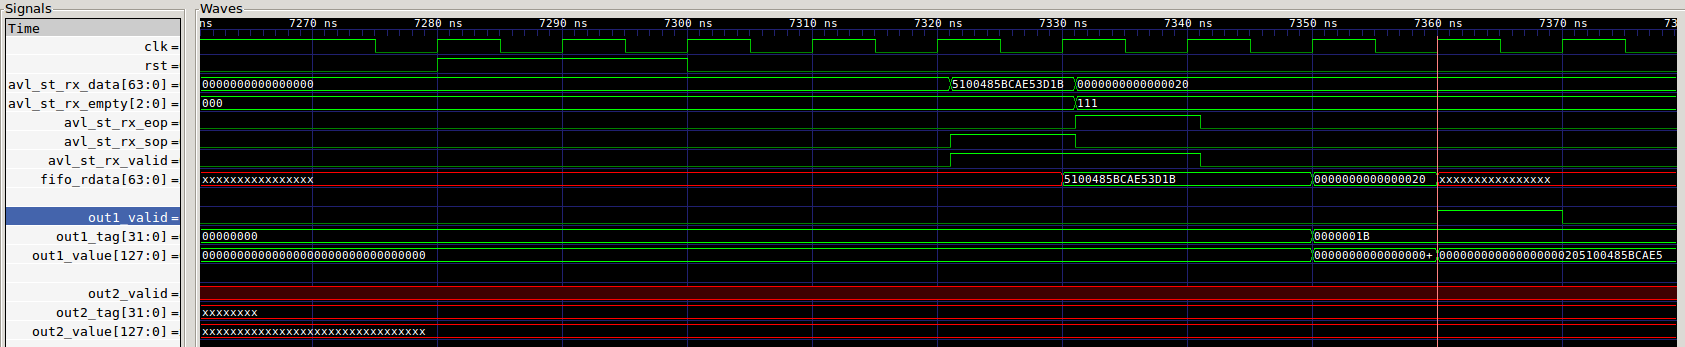 Signals Waves
Time ns 7270 ns 7280 ns 7290 ns 7300 ns 7310 ns 7320 ns 7330 ns 7340 ns 7350 ns 7360 ns 7370 ns 73
clk =
rst =
avl_st_rx_data[63:0] = 0000000000000000 5100485BCAE53D1B 0000000000000020
avl_st_rx_empty[2:0] = 000 111
avl_st_rx_eop =
avl_st_rx_sop =
avl_st_rx_valid =
fifo_rdata[63:0] = xxxxxxxxxxxxxxxx 5100485BCAE53D1B 0000000000000020 xxxxxxxxxxxxxxxx
out1_valid =
out1_tag[31:0] = 00000000 0000001B
out1_value[127:0] = 00000000000000000000000000000000 0000000000000000+ 00000000000000000205100485BCAE5
out2_valid =
out2_tag[31:0] = xxxxxxxx
out2_value[127:0] = xxxxxxxxxxxxxxxxxxxxxxxxxxxxxxxx